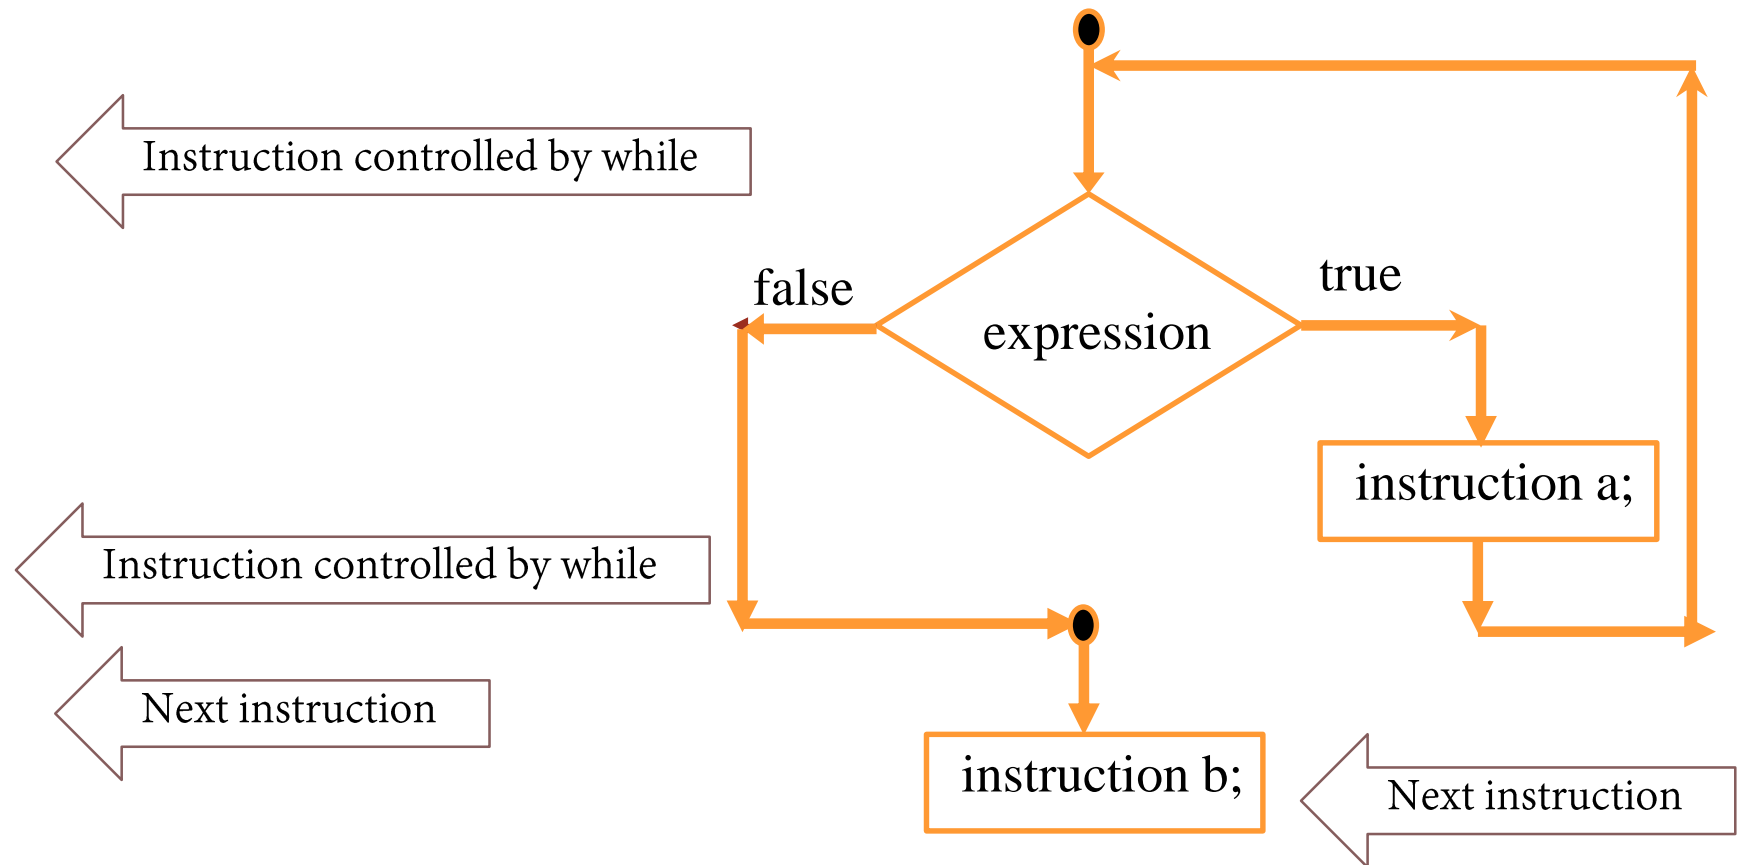 Instruction controlled by while
false
true
expression
instruction a;
Instruction controlled by while
Next instruction
instruction b;
Next instruction